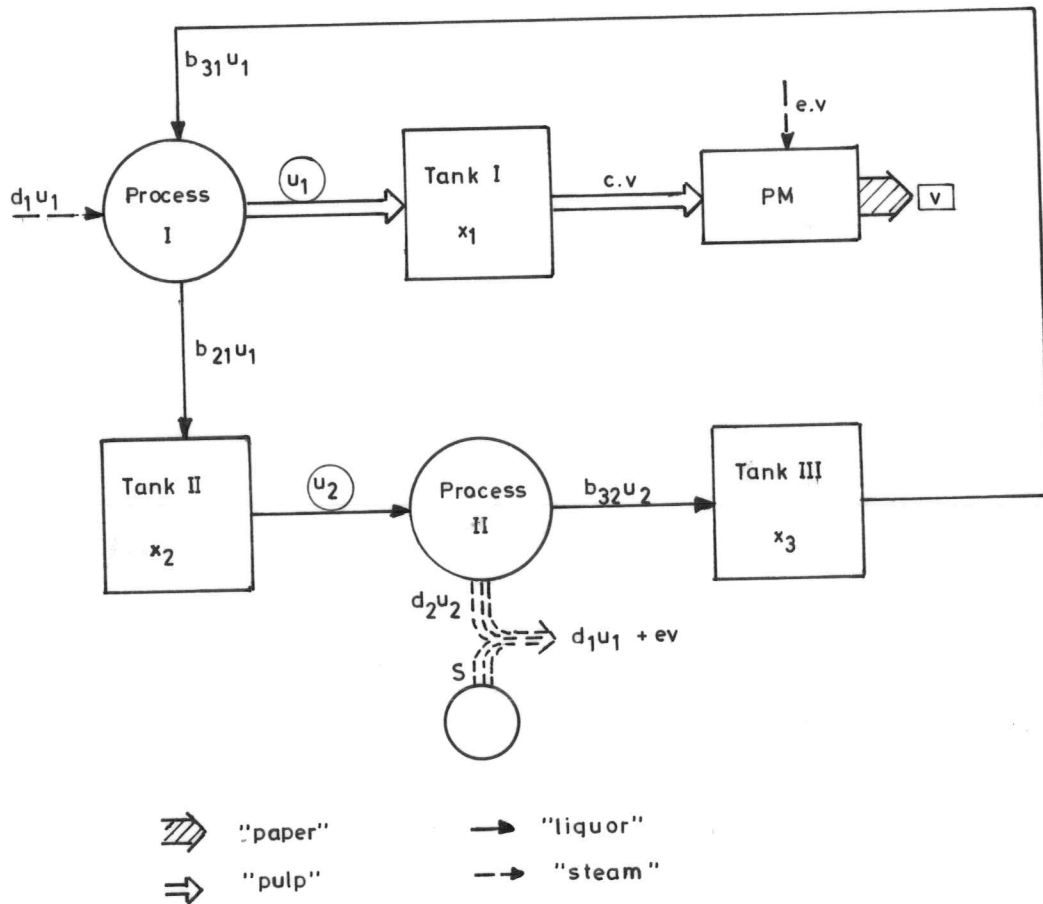 b31u1
e.v
d1u1
Process
I
u1
Tank I
x1
c.v
PM
v
b21u1
Tank II
x2
u2
Process
II
b32u2
Tank III
x3
d2u2
d1u1 + ev
S
"paper"
"liquor"
"pulp"
"steam"